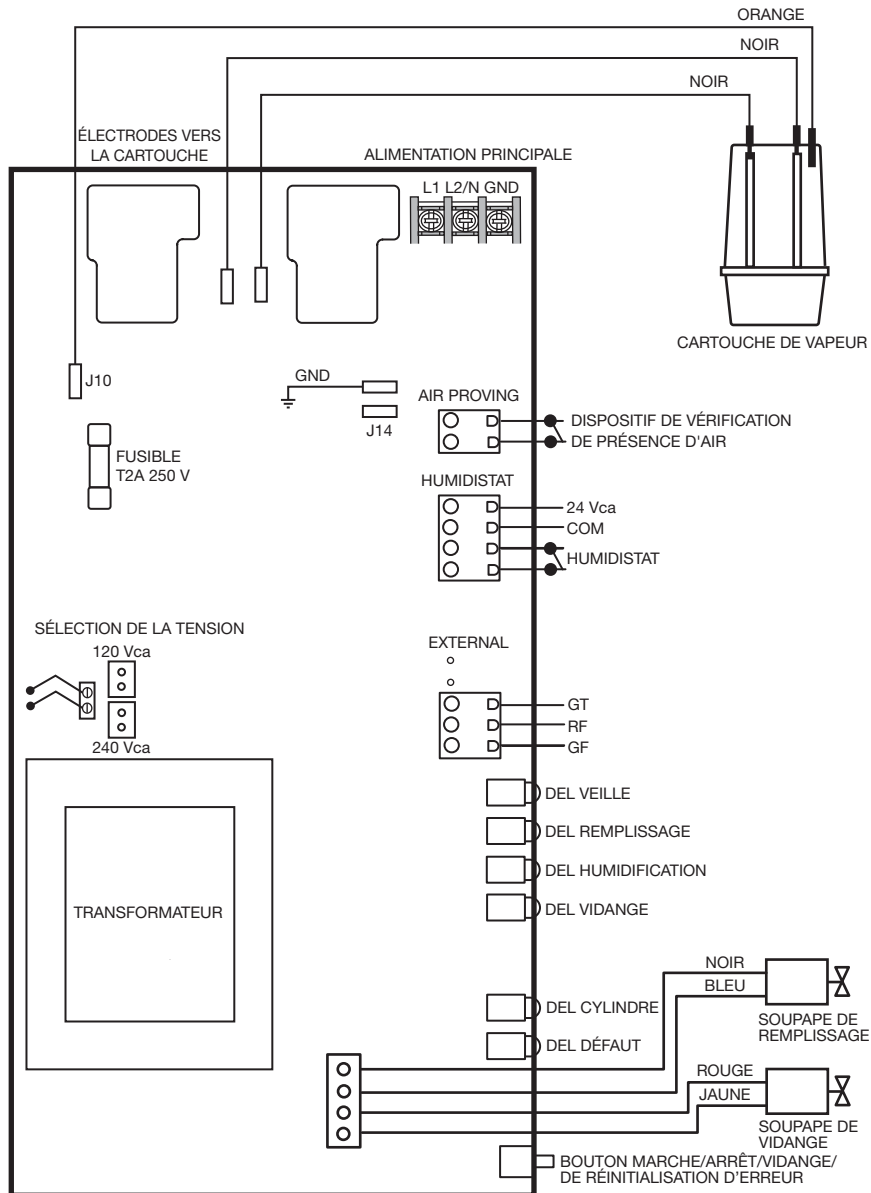 ORANGE
NOIR
NOIR
ÉLECTRODES VERS
LA CARTOUCHE
ALIMENTATION PRINCIPALE
L1 L2/N GND
CARTOUCHE DE VAPEUR
J10
GND
J14
AIR PROVING
DISPOSITIF DE VÉRIFICATION
DE PRÉSENCE D'AIR
FUSIBLE
T2A 250 V
HUMIDISTAT
24 Vca
COM
HUMIDISTAT
SÉLECTION DE LA TENSION
120 Vca
240 Vca
EXTERNAL
GT
RF
GF
DEL VEILLE
DEL REMPLISSAGE
DEL HUMIDIFICATION
DEL VIDANGE
TRANSFORMATEUR
DEL CYLINDRE
DEL DÉFAUT
NOIR
BLEU
SOUPAPE DE
REMPLISSAGE
ROUGE
JAUNE
SOUPAPE DE
VIDANGE
BOUTON MARCHE/ARRÊT/VIDANGE/
DE RÉINITIALISATION D'ERREUR